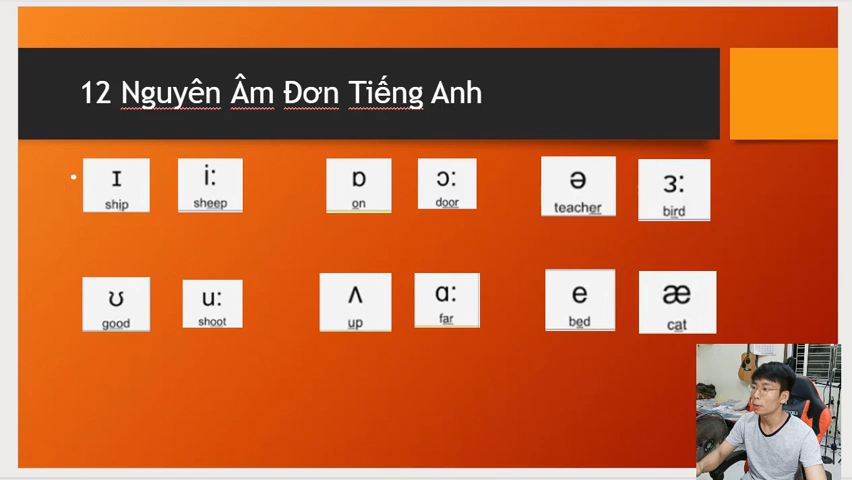 12 Nguyên Âm Đơn Tiếng Anh
ɪ i: ɒ ɔ: ə ɜ:
ship sheep on door teacher bird
ʊ u: ʌ ɑ: e æ
good shoot up far bed cat